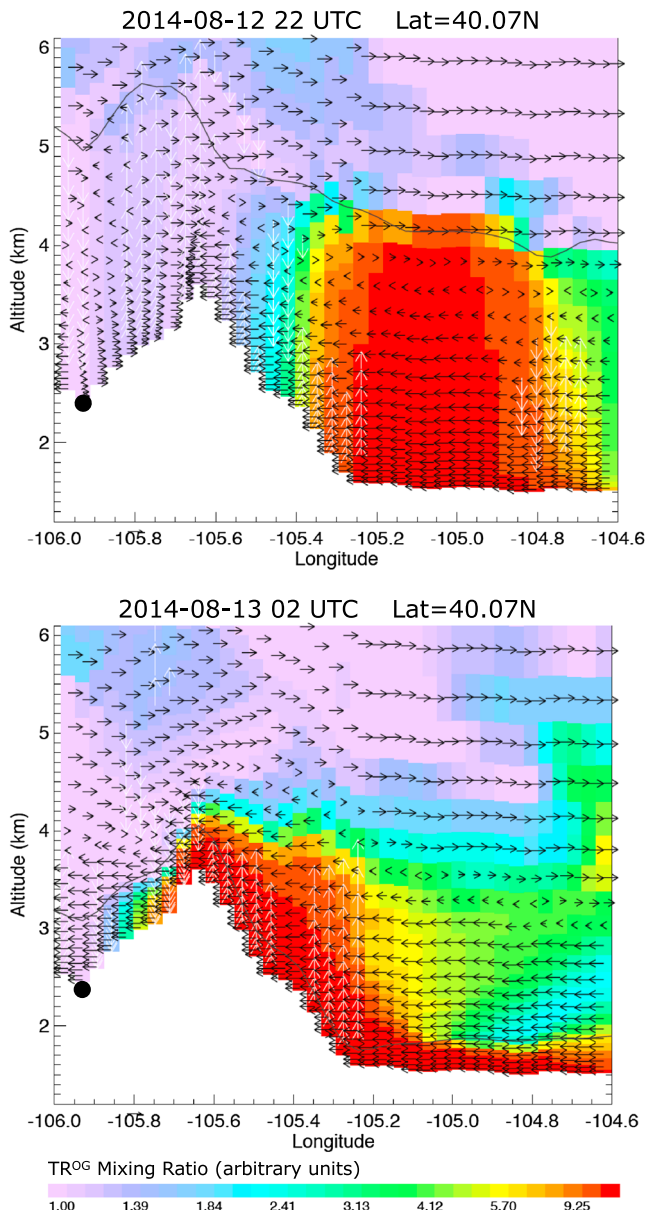 2014-08-12 22 UTC Lat=40.07N
6
5
4
3
2
Altitude (km)
-106.0 -105.8 -105.6 -105.4 -105.2 -105.0 -104.8 -104.6
Longitude
2014-08-13 02 UTC Lat=40.07N
6
5
4
3
2
Altitude (km)
-106.0 -105.8 -105.6 -105.4 -105.2 -105.0 -104.8 -104.6
Longitude
TR^OG Mixing Ratio (arbitrary units)
1.00 1.39 1.84 2.41 3.13 4.12 5.70 9.25